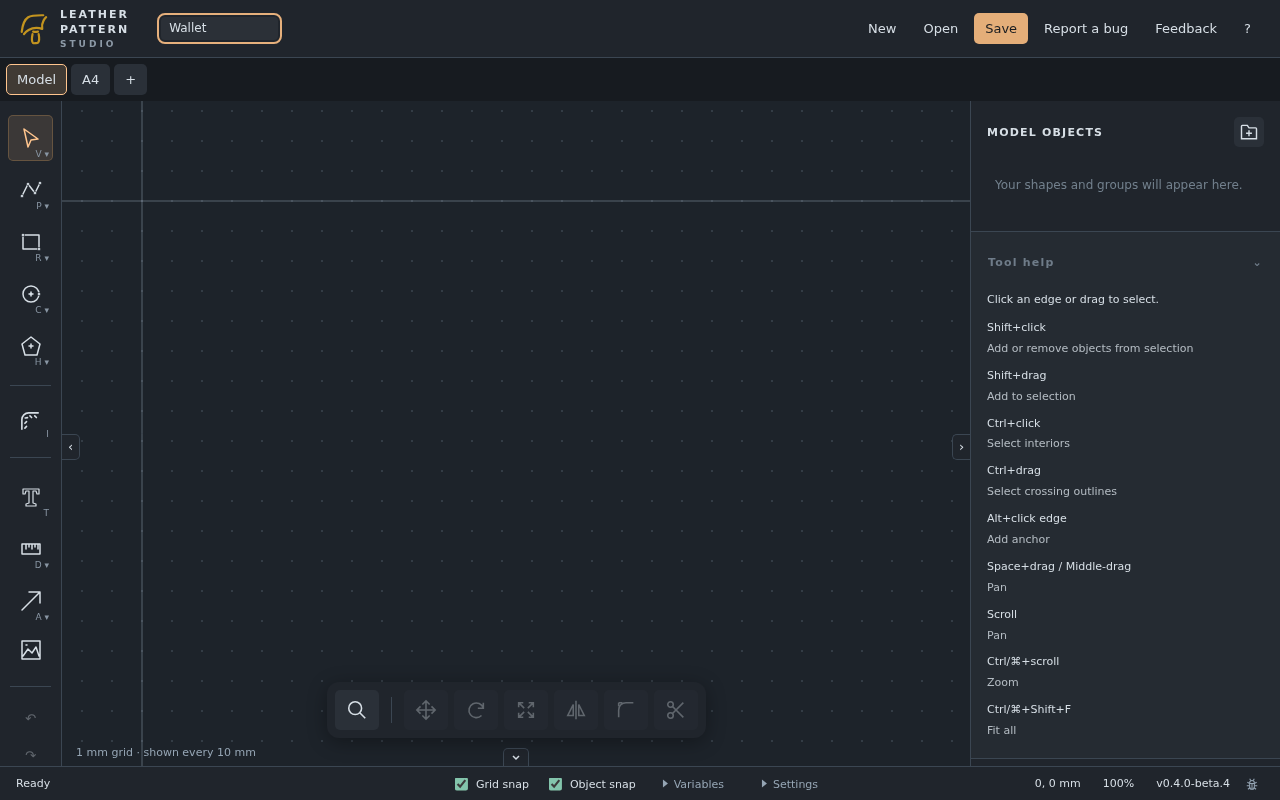 LEATHER
PATTERN
STUDIO
Wallet
New Open Save Report a bug Feedback ?
Model A4 +
V ▾
P ▾
R ▾
C ▾
H ▾
I
T
D ▾
A ▾
1 mm grid · shown every 10 mm
MODEL OBJECTS
Your shapes and groups will appear here.
Tool help
Click an edge or drag to select.
Shift+click
Add or remove objects from selection
Shift+drag
Add to selection
Ctrl+click
Select interiors
Ctrl+drag
Select crossing outlines
Alt+click edge
Add anchor
Space+drag / Middle-drag
Pan
Scroll
Pan
Ctrl/⌘+scroll
Zoom
Ctrl/⌘+Shift+F
Fit all
Ready Grid snap Object snap Variables Settings 0, 0 mm 100% v0.4.0-beta.4